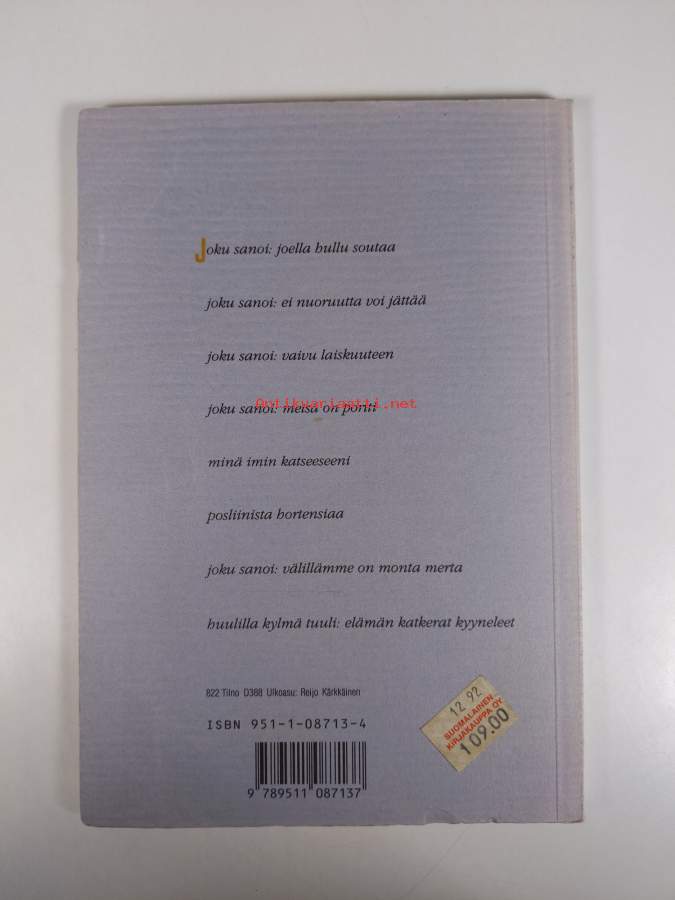 Joku sanoi: joella hullu soutaa
joku sanoi: ei nuoruutta voi jättää
joku sanoi: vaivu laiskuuteen
Antikvariaatti.net
joku sanoi: metsä on portti
minä imin katseeseeni
posliinista hortensiaa
joku sanoi: välillämme on monta merta
huulilla kylmä tuuli: elämän katkerat kyyneleet
822 Tilno D388 Ulkoasu: Reijo Kärkkäinen
ISBN 951-1-08713-4
9 789511 087137
12 92
SUOMALAINEN
KIRJAKAUPPA OY
109.00